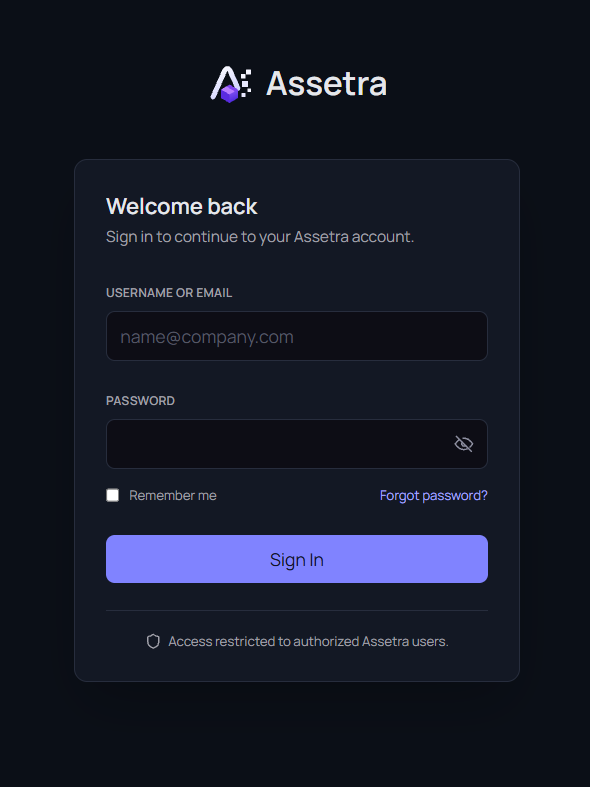 Assetra
Welcome back
Sign in to continue to your Assetra account.
USERNAME OR EMAIL
name@company.com
PASSWORD
Remember me
Forgot password?
Sign In
Access restricted to authorized Assetra users.